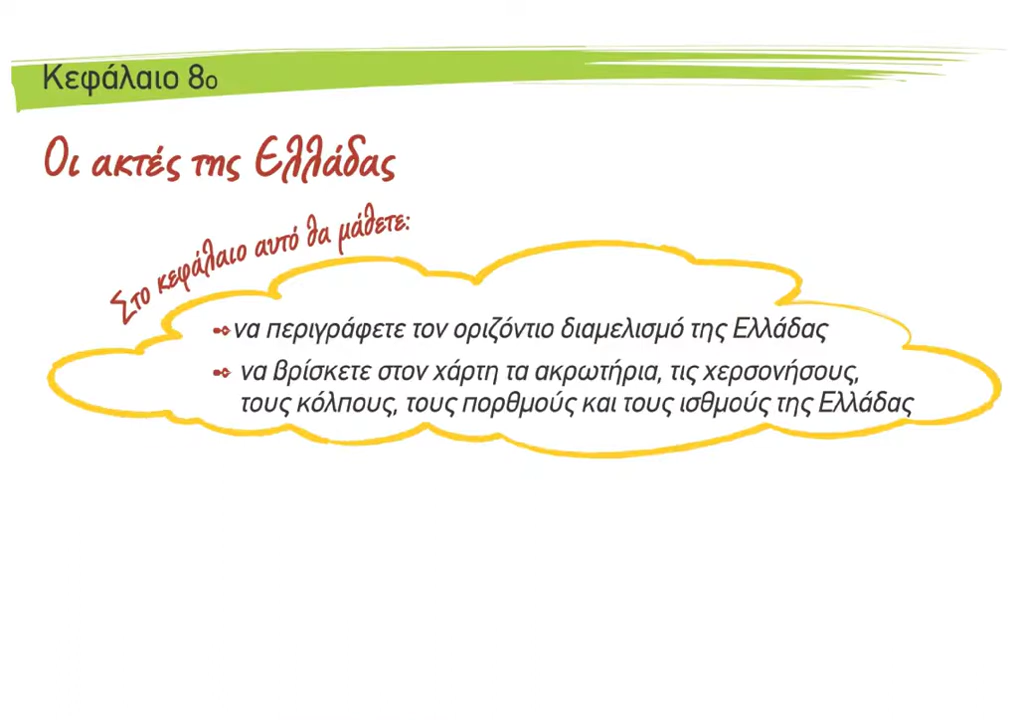 Κεφάλαιο 8ο
Οι ακτές της Ελλάδας
Στο κεφάλαιο αυτό θα μάθετε:
να περιγράφετε τον οριζόντιο διαμελισμό της Ελλάδας
να βρίσκετε στον χάρτη τα ακρωτήρια, τις χερσονήσους,
τους κόλπους, τους πορθμούς και τους ισθμούς της Ελλάδας